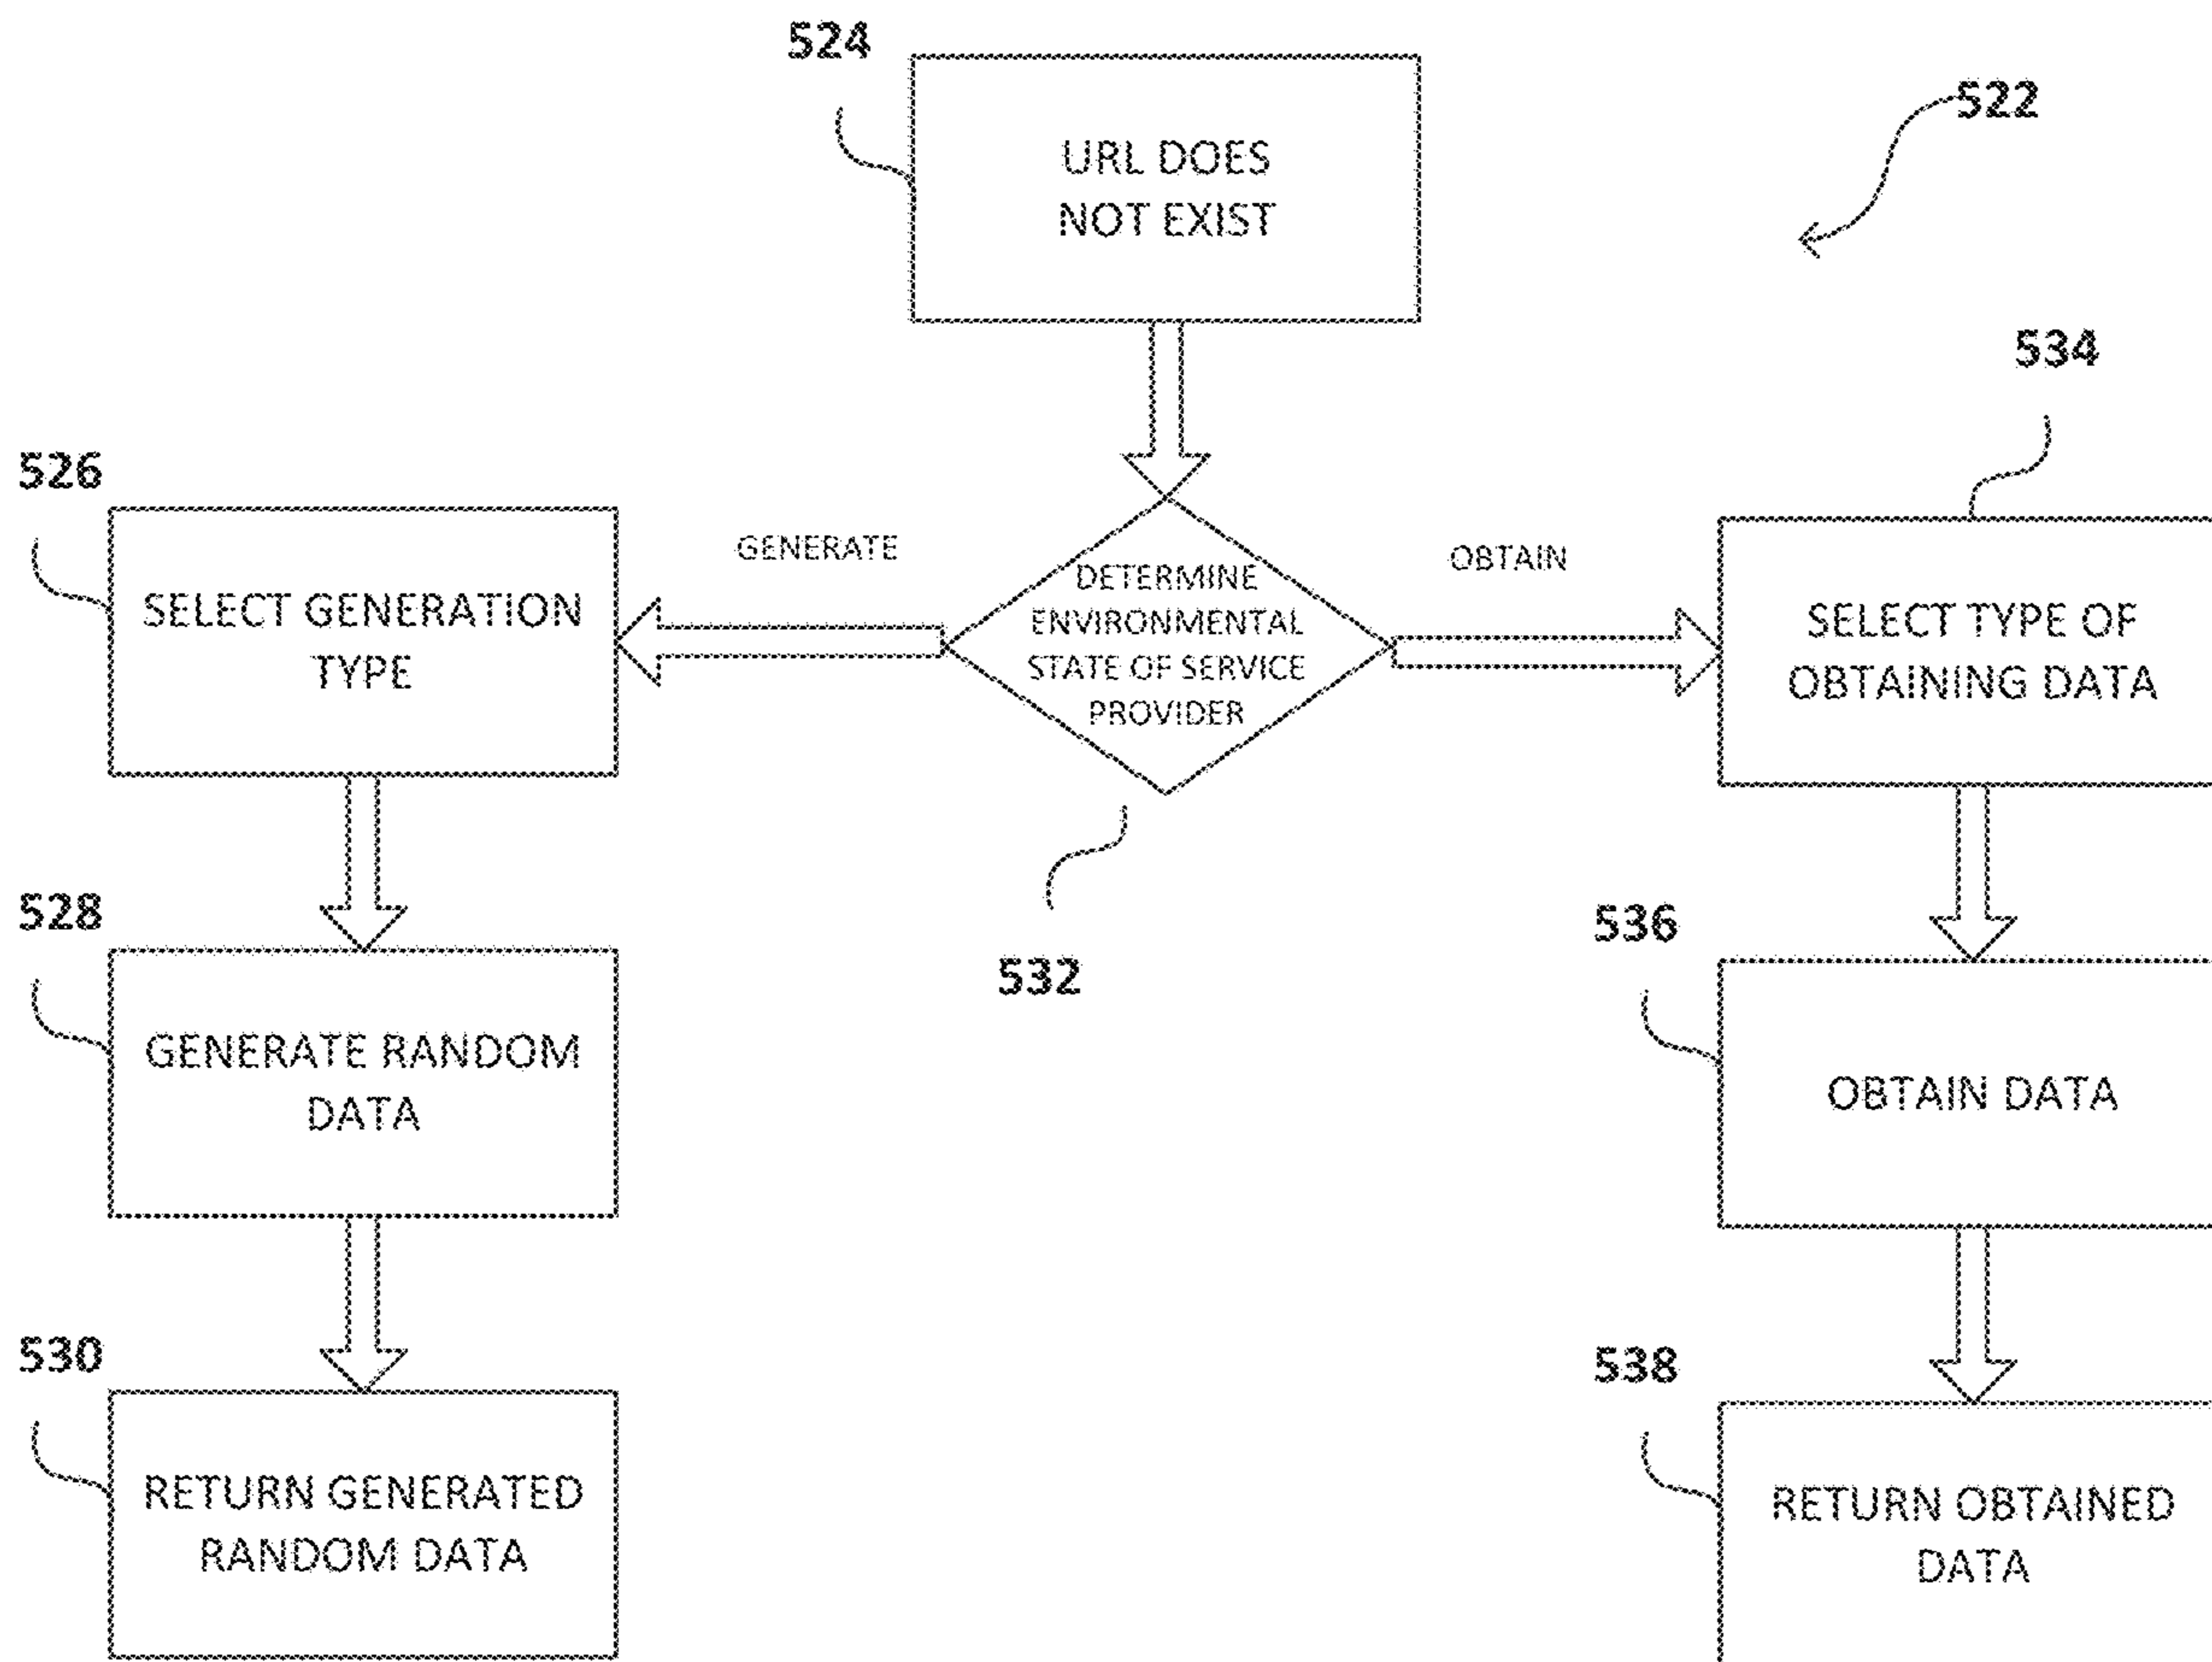 524
URL DOES
NOT EXIST
522
534
526
SELECT GENERATION
TYPE
GENERATE
DETERMINE
ENVIRONMENTAL
STATE OF SERVICE
PROVIDER
OBTAIN
SELECT TYPE OF
OBTAINING DATA
532
528
GENERATE RANDOM
DATA
536
OBTAIN DATA
530
RETURN GENERATED
RANDOM DATA
538
RETURN OBTAINED
DATA